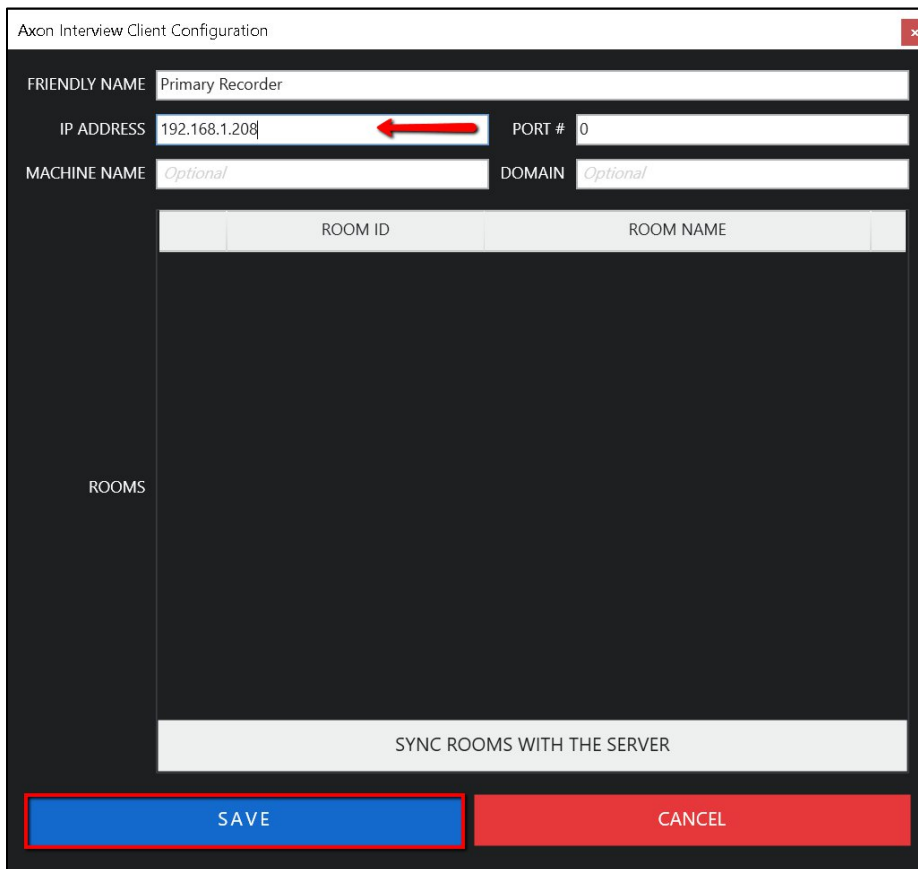 Axon Interview Client Configuration
x
FRIENDLY NAME Primary Recorder
IP ADDRESS 192.168.1.208 PORT # 0
MACHINE NAME Optional DOMAIN Optional
ROOM ID ROOM NAME
ROOMS
SYNC ROOMS WITH THE SERVER
SAVE CANCEL